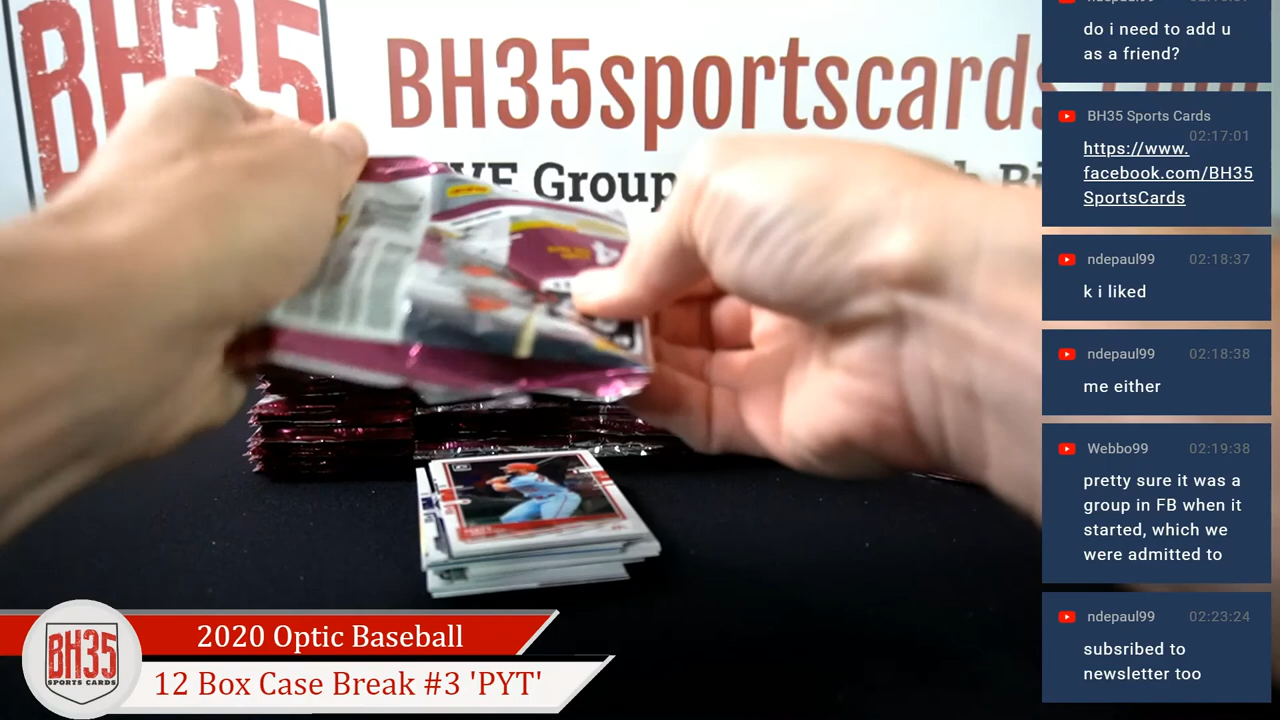 BH35
BH35sportscards
Group
ndepaul99
do i need to add u
as a friend?
BH35 Sports Cards
02:17:01
https://www.
facebook.com/BH35
SportsCards
ndepaul99 02:18:37
k i liked
ndepaul99 02:18:38
me either
Webbo99 02:19:38
pretty sure it was a
group in FB when it
started, which we
were admitted to
ndepaul99 02:23:24
subsribed to
newsletter too
BH35
SPORTS CARDS
2020 Optic Baseball
12 Box Case Break #3 'PYT'